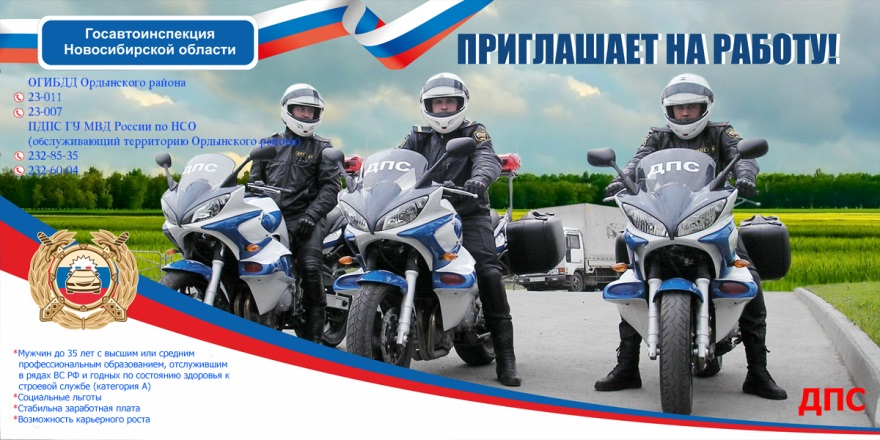 Госавтоинспекция
Новосибирской области
ПРИГЛАШАЕТ НА РАБОТУ!
ОГИБДД Ордынского района
23-011
23-007
ПДПС ГУ МВД России по НСО
(обслуживающий территорию Ордынского района)
232-85-35
232-60-04
ДПС
ДПС
ДПС
*Мужчин до 35 лет с высшим или средним
профессиональным образованием, отслужившим
в рядах ВС РФ и годных по состоянию здоровья к
строевой службе (категория А)
*Социальные льготы
*Стабильна заработная плата
*Возможность карьерного роста
ДПС